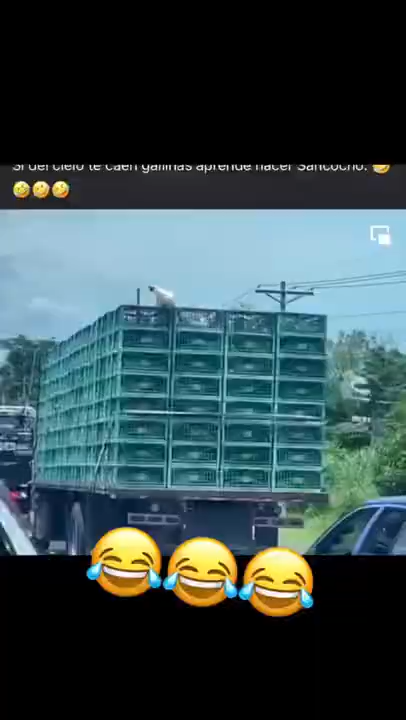 Si del cielo te caen gallinas aprende hacer Sancocho. 🤣
🤣🤣🤣